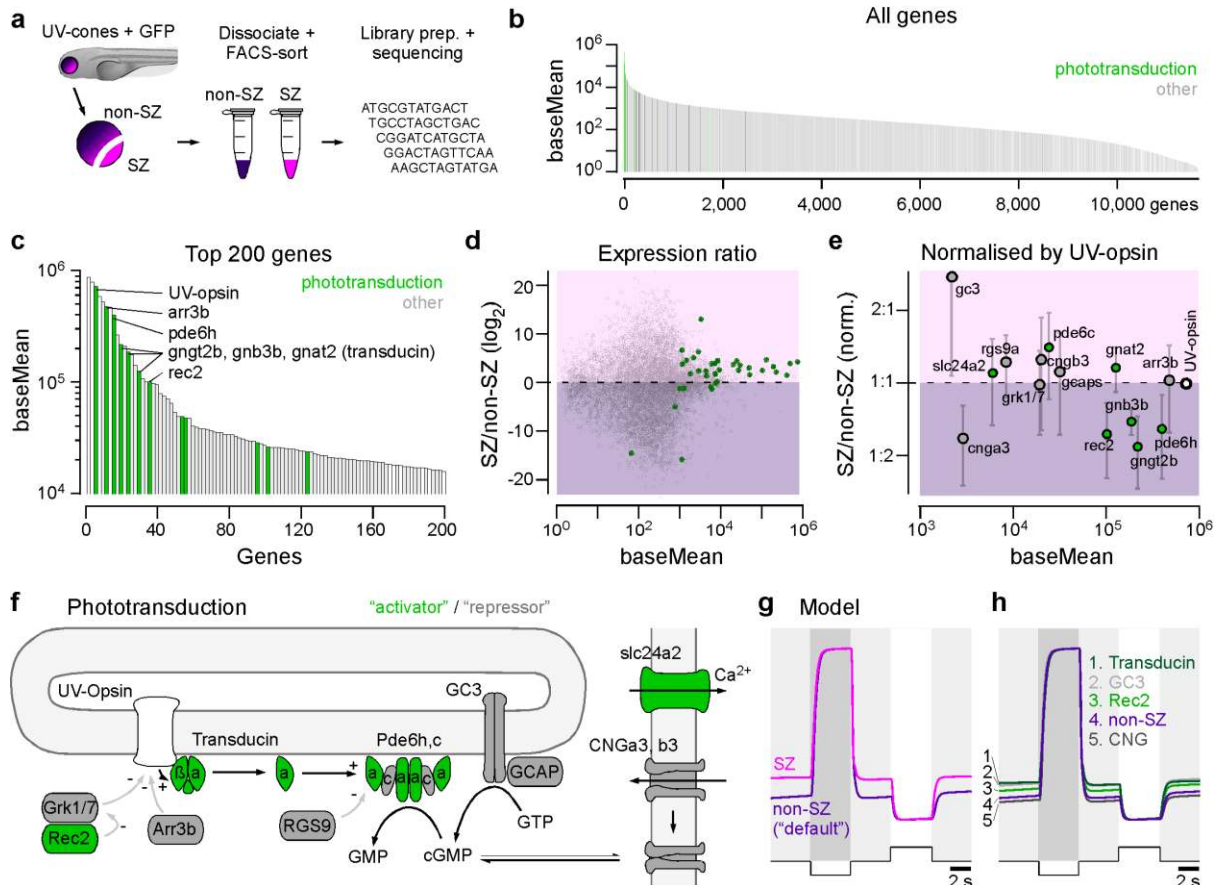 a
UV-cones + GFP
Dissociate +
FACS-sort
Library prep. +
sequencing
non-SZ
SZ
non-SZ SZ
ATGCGTATGACT
TGCCTAGCTGAC
CGGATCATGCTA
GGACTAGTTCAA
AAGCTAGTATGA
b
All genes
phototransduction
other
baseMean
10^6
10^4
10^2
10^0
0 2,000 4,000 6,000 8,000 10,000 genes
c
Top 200 genes
phototransduction
other
UV-opsin
arr3b
pde6h
gngt2b, gnb3b, gnat2 (transducin)
rec2
baseMean
10^6
10^5
10^4
0 40 80 120 160 200
Genes
d
Expression ratio
SZ/non-SZ (log2)
20
10
0
-10
-20
10^0 10^2 10^3 10^4 10^6
baseMean
e
Normalised by UV-opsin
SZ/non-SZ (norm.)
2:1
1:1
1:2
gc3
pde6c
rgs9a
cngb3
slc24a2
gcaps
gnat2
arr3b
UV-opsin
grk1/7
gnb3b
cnga3
rec2
pde6h
gngt2b
10^3 10^4 10^5 10^6
baseMean
f
Phototransduction
"activator" / "repressor"
UV-Opsin
GC3
Transducin
Pde6h,c
GCAP
ß a
a
a c a a c a
+
-
-
+
+
-
-
Grk1/7
Rec2
Arr3b
RGS9
GTP
GMP
cGMP
slc24a2
Ca2+
CNGa3, b3
g
Model
SZ
non-SZ
("default")
2 s
h
1. Transducin
2. GC3
3. Rec2
4. non-SZ
5. CNG
1
2
3
4
5
2 s